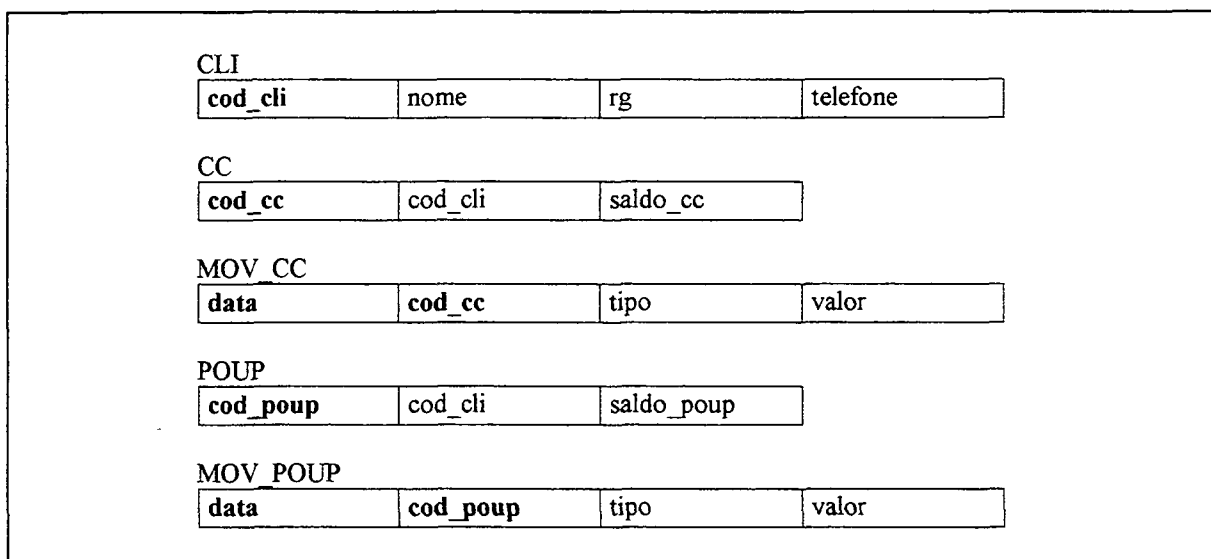 CLI
cod_cli nome rg telefone
CC
cod_cc cod_cli saldo_cc
MOV_CC
data cod_cc tipo valor
POUP
cod_poup cod_cli saldo_poup
MOV_POUP
data cod_poup tipo valor